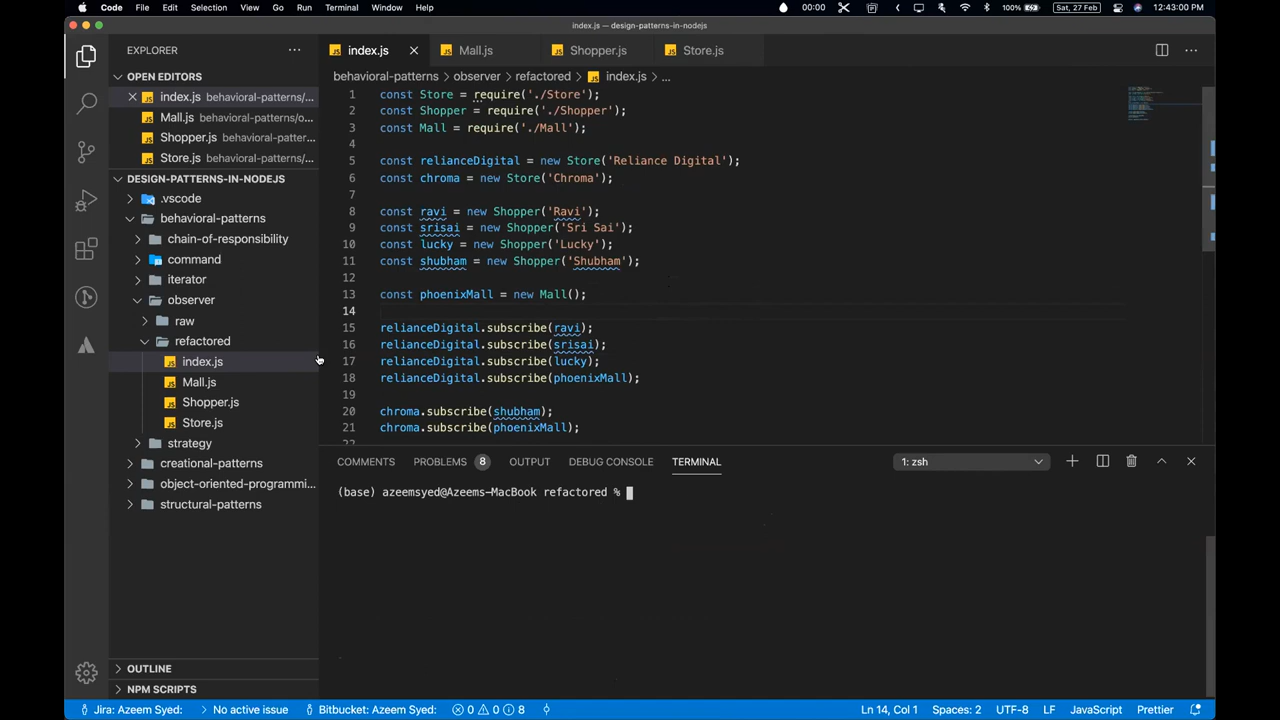 Code File Edit Selection View Go Run Terminal Window Help 00:00 100% Sat, 27 Feb 12:43:00 PM
index.js — design-patterns-in-nodejs
EXPLORER
index.js
Mall.js
Shopper.js
Store.js
OPEN EDITORS
index.js behavioral-patterns/...
Mall.js behavioral-patterns/o...
Shopper.js behavioral-patter...
Store.js behavioral-patterns/...
DESIGN-PATTERNS-IN-NODEJS
.vscode
behavioral-patterns
chain-of-responsibility
command
iterator
observer
raw
refactored
index.js
Mall.js
Shopper.js
Store.js
strategy
creational-patterns
object-oriented-programmi...
structural-patterns
OUTLINE
NPM SCRIPTS
behavioral-patterns > observer > refactored > index.js > ...
1 const Store = require('./Store');
2 const Shopper = require('./Shopper');
3 const Mall = require('./Mall');
4
5 const relianceDigital = new Store('Reliance Digital');
6 const chroma = new Store('Chroma');
7
8 const ravi = new Shopper('Ravi');
9 const srisai = new Shopper('Sri Sai');
10 const lucky = new Shopper('Lucky');
11 const shubham = new Shopper('Shubham');
12
13 const phoenixMall = new Mall();
14
15 relianceDigital.subscribe(ravi);
16 relianceDigital.subscribe(srisai);
17 relianceDigital.subscribe(lucky);
18 relianceDigital.subscribe(phoenixMall);
19
20 chroma.subscribe(shubham);
21 chroma.subscribe(phoenixMall);
22
COMMENTS PROBLEMS 8 OUTPUT DEBUG CONSOLE TERMINAL 1: zsh
(base) azeemsyed@Azeems-MacBook refactored %
Jira: Azeem Syed: No active issue Bitbucket: Azeem Syed: 0 0 8 Ln 14, Col 1 Spaces: 2 UTF-8 LF JavaScript Prettier